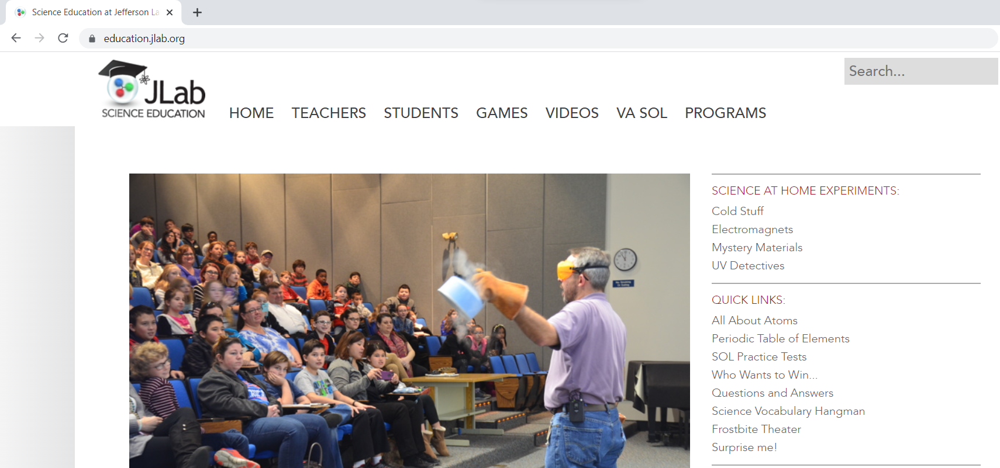 Science Education at Jefferson La
education.jlab.org
Search...
JLab
SCIENCE EDUCATION
HOME TEACHERS STUDENTS GAMES VIDEOS VA SOL PROGRAMS
SCIENCE AT HOME EXPERIMENTS:
Cold Stuff
Electromagnets
Mystery Materials
UV Detectives
QUICK LINKS:
All About Atoms
Periodic Table of Elements
SOL Practice Tests
Who Wants to Win...
Questions and Answers
Science Vocabulary Hangman
Frostbite Theater
Surprise me!